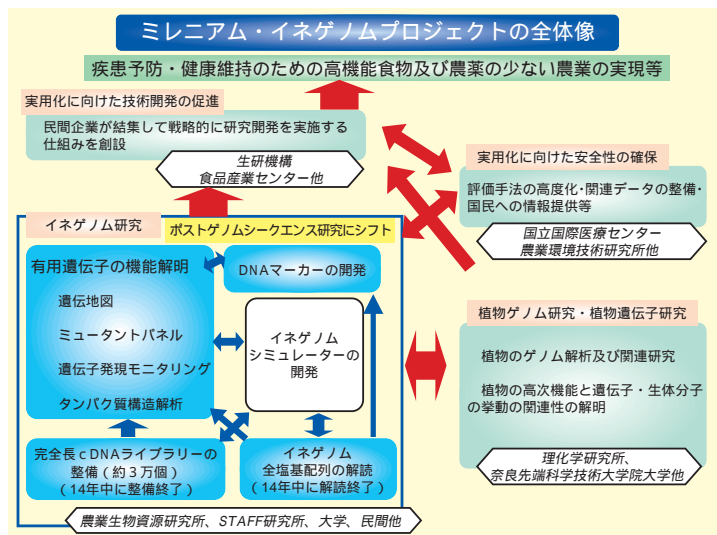 ミレニアム・イネゲノムプロジェクトの全体像
疾患予防・健康維持のための高機能食物及び農薬の少ない農業の実現等
実用化に向けた技術開発の促進
民間企業が結集して戦略的に研究開発を実施する
仕組みを創設
生研機構
食品産業センター他
実用化に向けた安全性の確保
評価手法の高度化・関連データの整備・
国民への情報提供等
国立国際医療センター
農業環境技術研究所他
イネゲノム研究
ポストゲノムシークエンス研究にシフト
有用遺伝子の機能解明
遺伝地図
ミュータントパネル
遺伝子発現モニタリング
タンパク質構造解析
DNAマーカーの開発
イネゲノム
シミュレーターの
開発
完全長ｃDNAライブラリーの
整備（約３万個）
（14年中に整備終了）
イネゲノム
全塩基配列の解読
（14年中に解読終了）
農業生物資源研究所、STAFF研究所、大学、民間他
植物ゲノム研究・植物遺伝子研究
植物のゲノム解析及び関連研究
植物の高次機能と遺伝子・生体分子
の挙動の関連性の解明
理化学研究所、
奈良先端科学技術大学院大学他